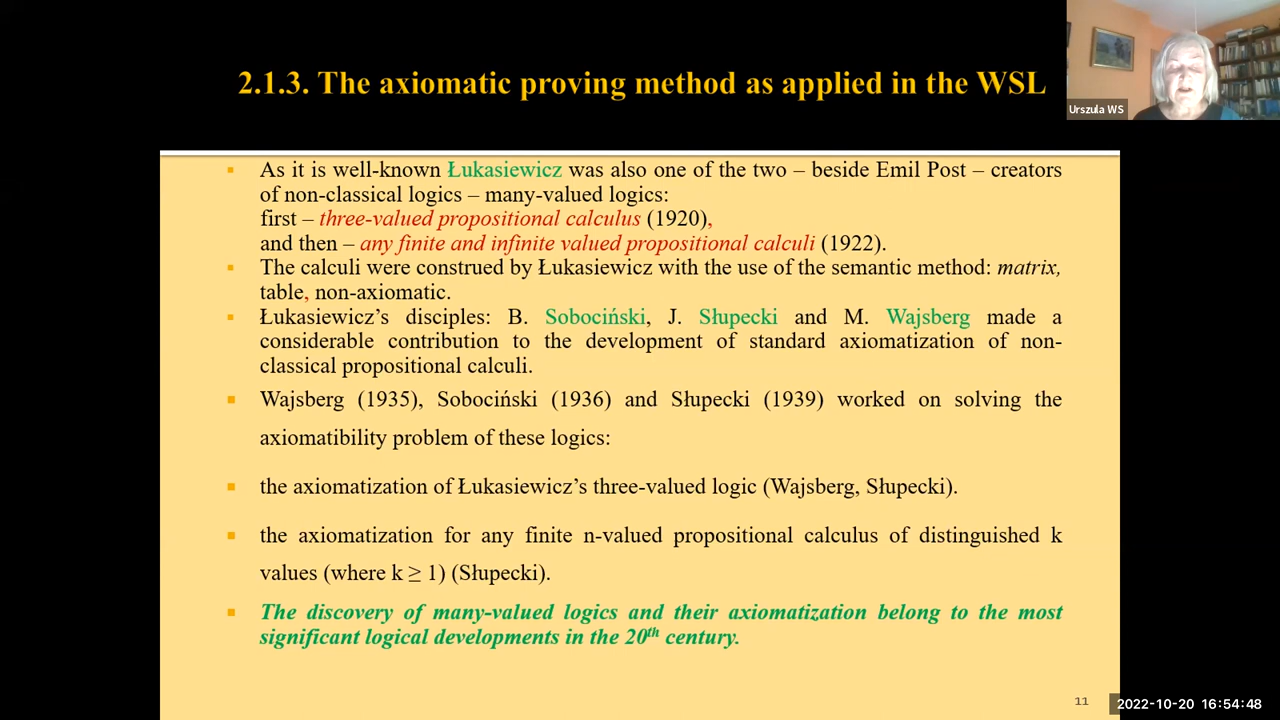 2.1.3. The axiomatic proving method as applied in the WSL
Urszula WS
▪ As it is well-known Łukasiewicz was also one of the two – beside Emil Post – creators
of non-classical logics – many-valued logics:
first – three-valued propositional calculus (1920),
and then – any finite and infinite valued propositional calculi (1922).
▪ The calculi were construed by Łukasiewicz with the use of the semantic method: matrix,
table, non-axiomatic.
▪ Łukasiewicz’s disciples: B. Sobociński, J. Słupecki and M. Wajsberg made a
considerable contribution to the development of standard axiomatization of non-
classical propositional calculi.
▪ Wajsberg (1935), Sobociński (1936) and Słupecki (1939) worked on solving the
axiomatibility problem of these logics:
▪ the axiomatization of Łukasiewicz’s three-valued logic (Wajsberg, Słupecki).
▪ the axiomatization for any finite n-valued propositional calculus of distinguished k
values (where k ≥ 1) (Słupecki).
▪ The discovery of many-valued logics and their axiomatization belong to the most
significant logical developments in the 20th century.
11
2022-10-20 16:54:48